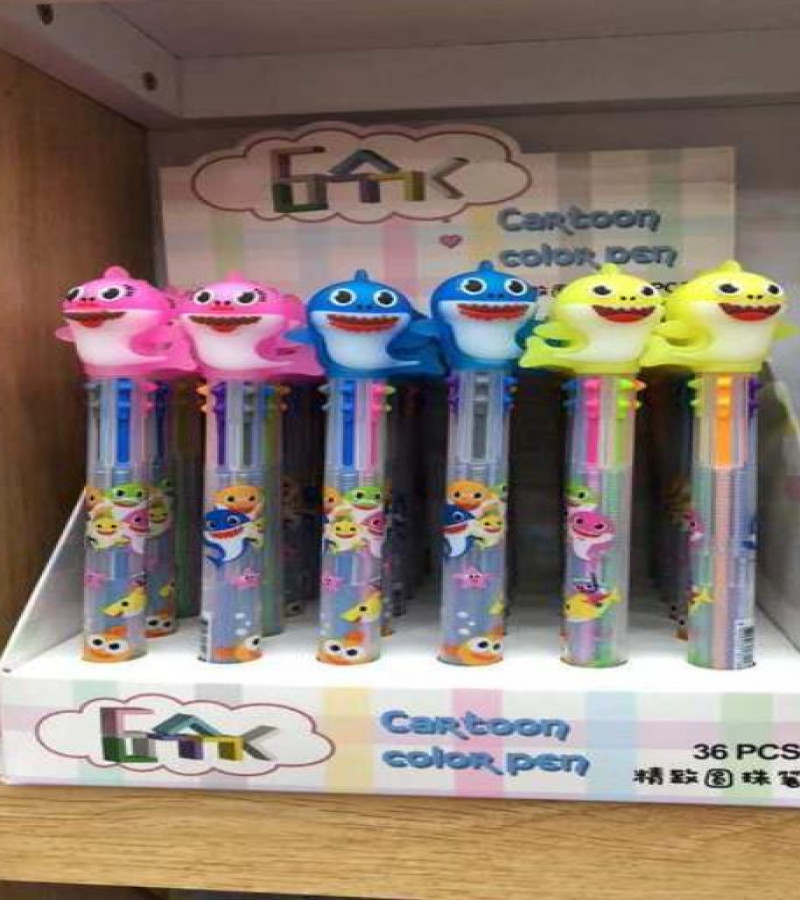 Cartoon
color pen
Cartoon
color pen
36 PCS
精致圆珠笔